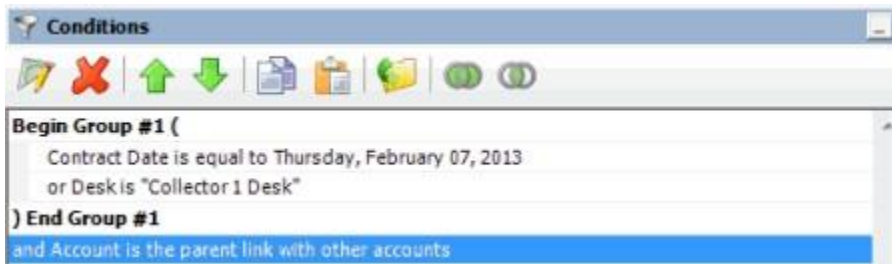 Conditions
Begin Group #1 (
Contract Date is equal to Thursday, February 07, 2013
or Desk is "Collector 1 Desk"
) End Group #1
and Account is the parent link with other accounts